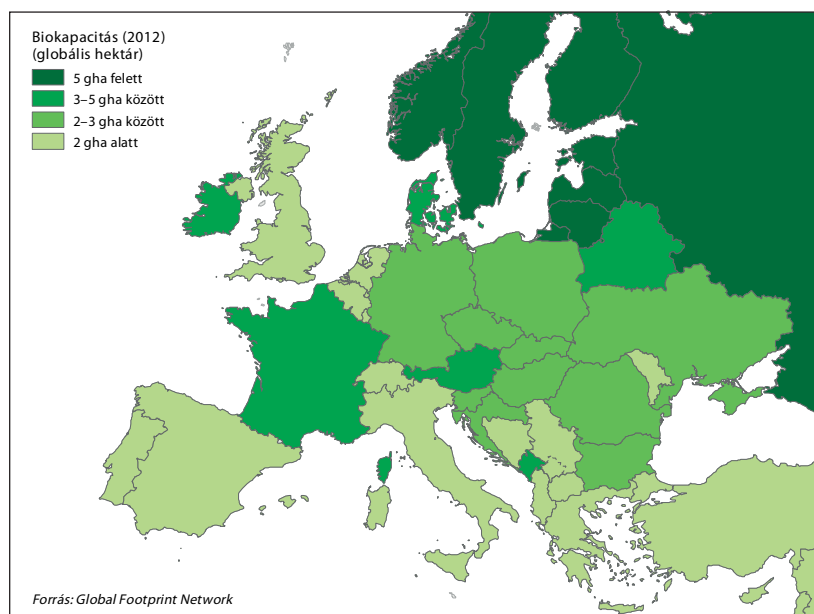 Biokapacitás (2012)
(globális hektár)
5 gha felett
3–5 gha között
2–3 gha között
2 gha alatt
Forrás: Global Footprint Network